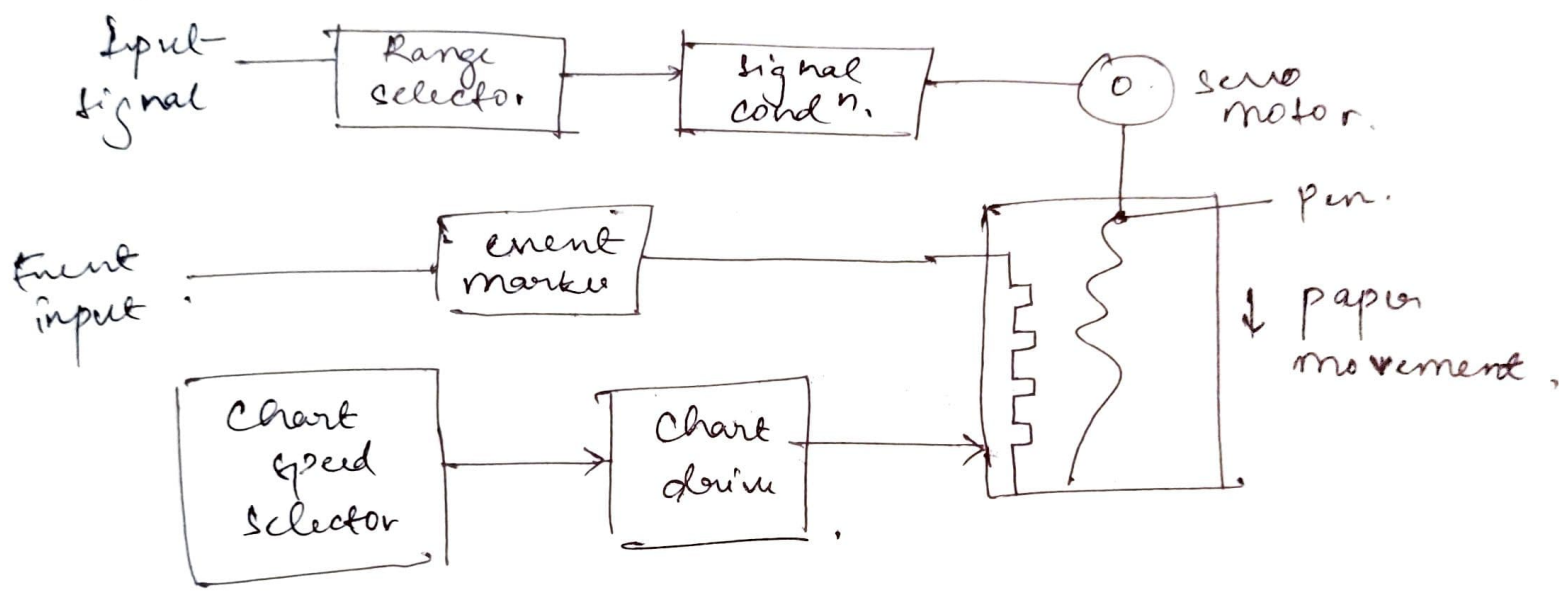 Input
signal
Range
selector
signal
condⁿ.
servo
motor.
Pen.
event
marker
Event
input
↓ paper
movement.
Chart
speed
selector
Chart
drive